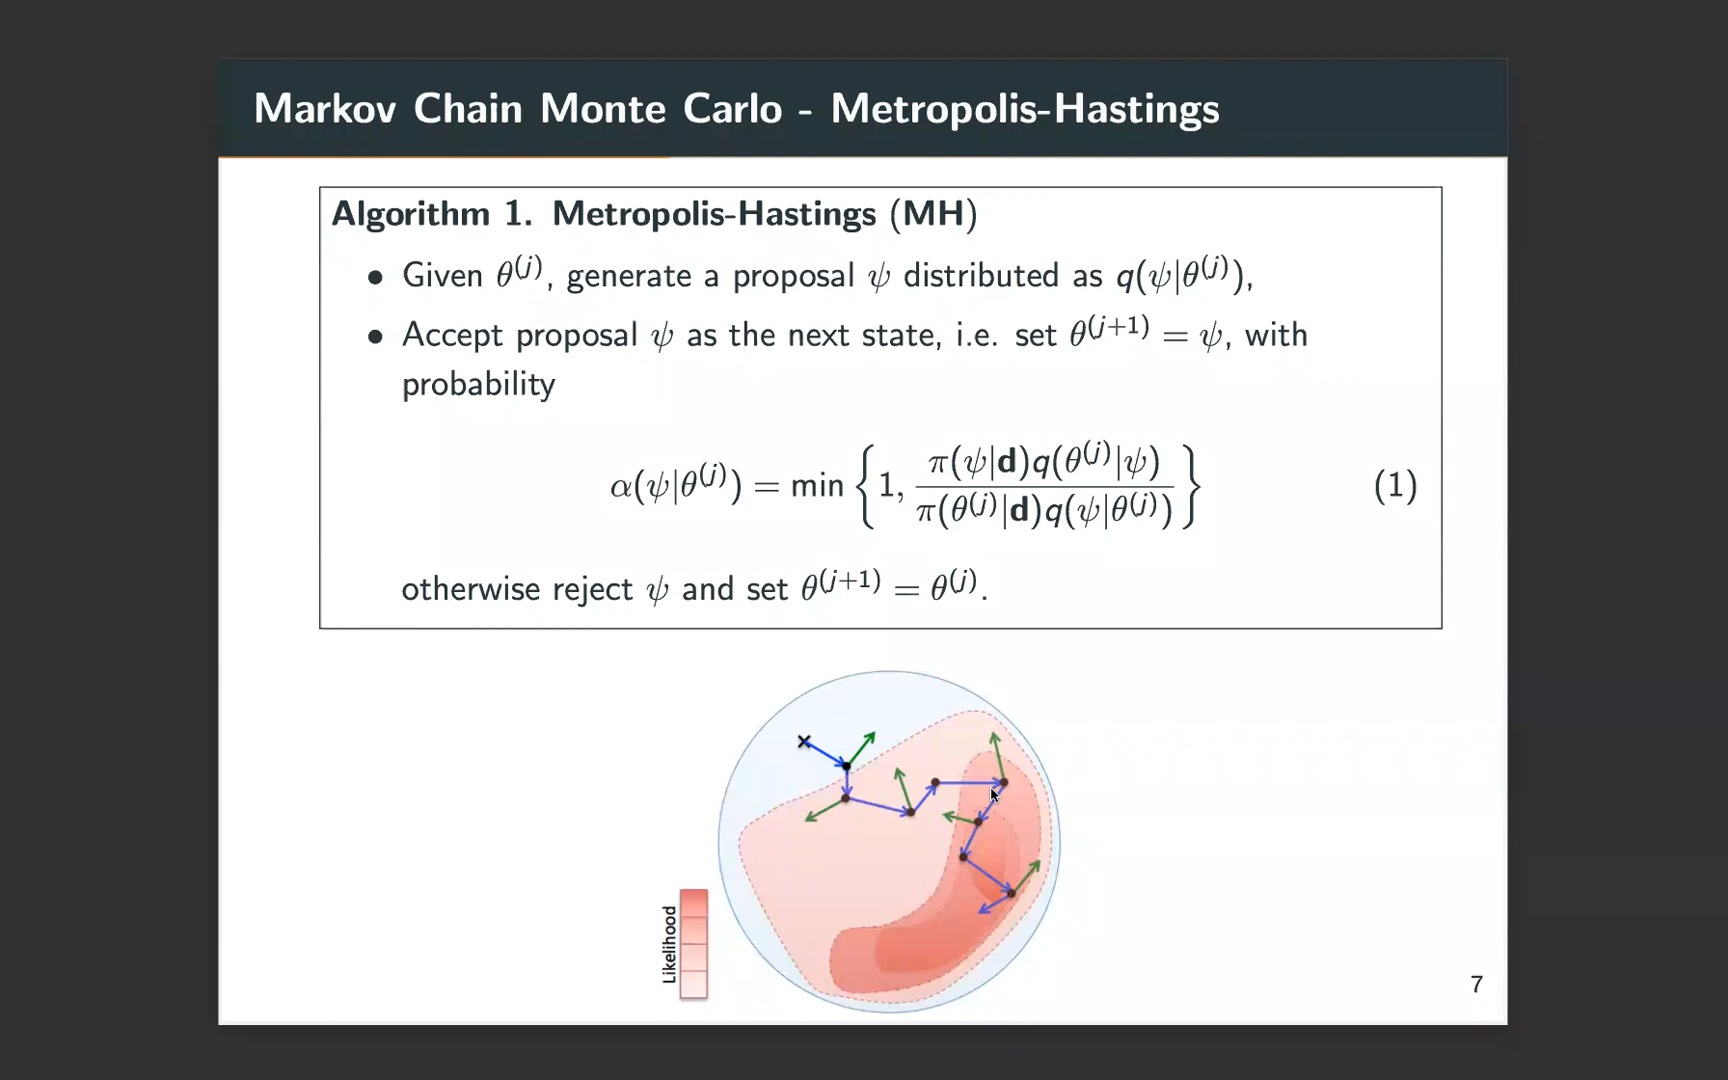 Markov Chain Monte Carlo - Metropolis-Hastings
Algorithm 1. Metropolis-Hastings (MH)
• Given θ^(j), generate a proposal ψ distributed as q(ψ|θ^(j)),
• Accept proposal ψ as the next state, i.e. set θ^(j+1) = ψ, with
probability
α(ψ|θ^(j)) = min { 1, π(ψ|d)q(θ^(j)|ψ) / π(θ^(j)|d)q(ψ|θ^(j)) } (1)
otherwise reject ψ and set θ^(j+1) = θ^(j).
Likelihood
7